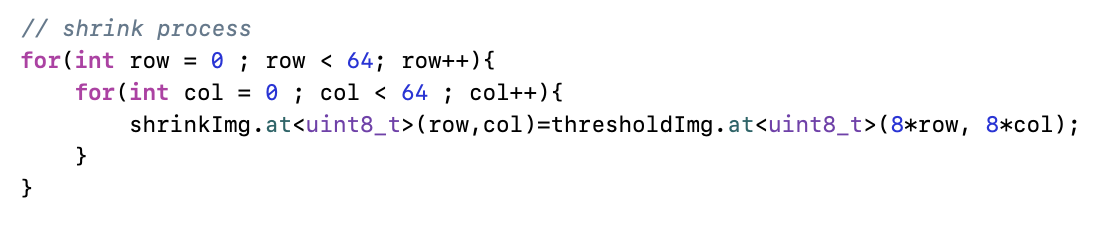 // shrink process
for(int row = 0 ; row < 64; row++){
    for(int col = 0 ; col < 64 ; col++){
        shrinkImg.at<uint8_t>(row,col)=thresholdImg.at<uint8_t>(8*row, 8*col);
    }
}